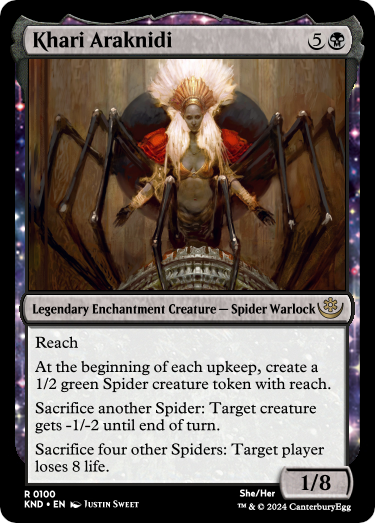 Khari Araknidi 5
Legendary Enchantment Creature — Spider Warlock
Reach
At the beginning of each upkeep, create a
1/2 green Spider creature token with reach.
Sacrifice another Spider: Target creature
gets -1/-2 until end of turn.
Sacrifice four other Spiders: Target player
loses 8 life.
1/8
R 0100
KND • EN Justin Sweet
She/Her
™ & © 2024 CanterburyEgg